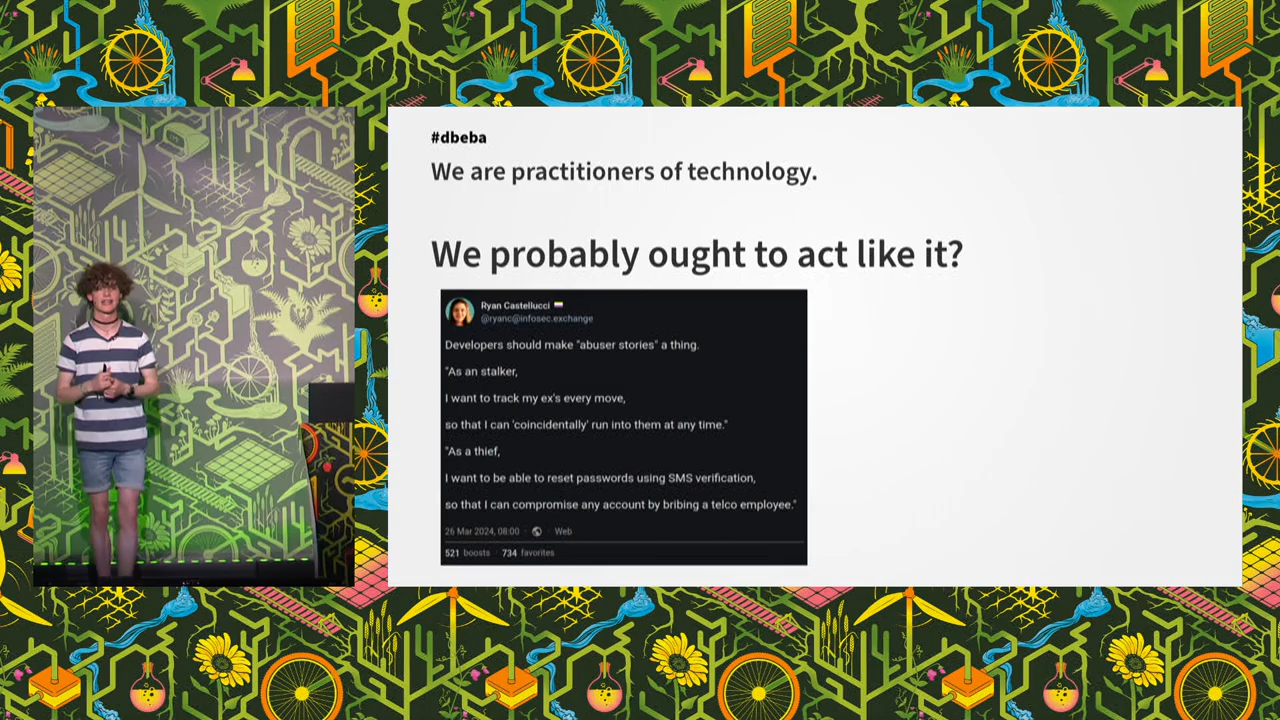 #dbeba
We are practitioners of technology.
We probably ought to act like it?
Ryan Castellucci
@ryanc@infosec.exchange
Developers should make "abuser stories" a thing.
"As an stalker,
I want to track my ex's every move,
so that I can 'coincidentally' run into them at any time."
"As a thief,
I want to be able to reset passwords using SMS verification,
so that I can compromise any account by bribing a telco employee."
26 Mar 2024, 08:00 · Web
521 boosts · 734 favorites